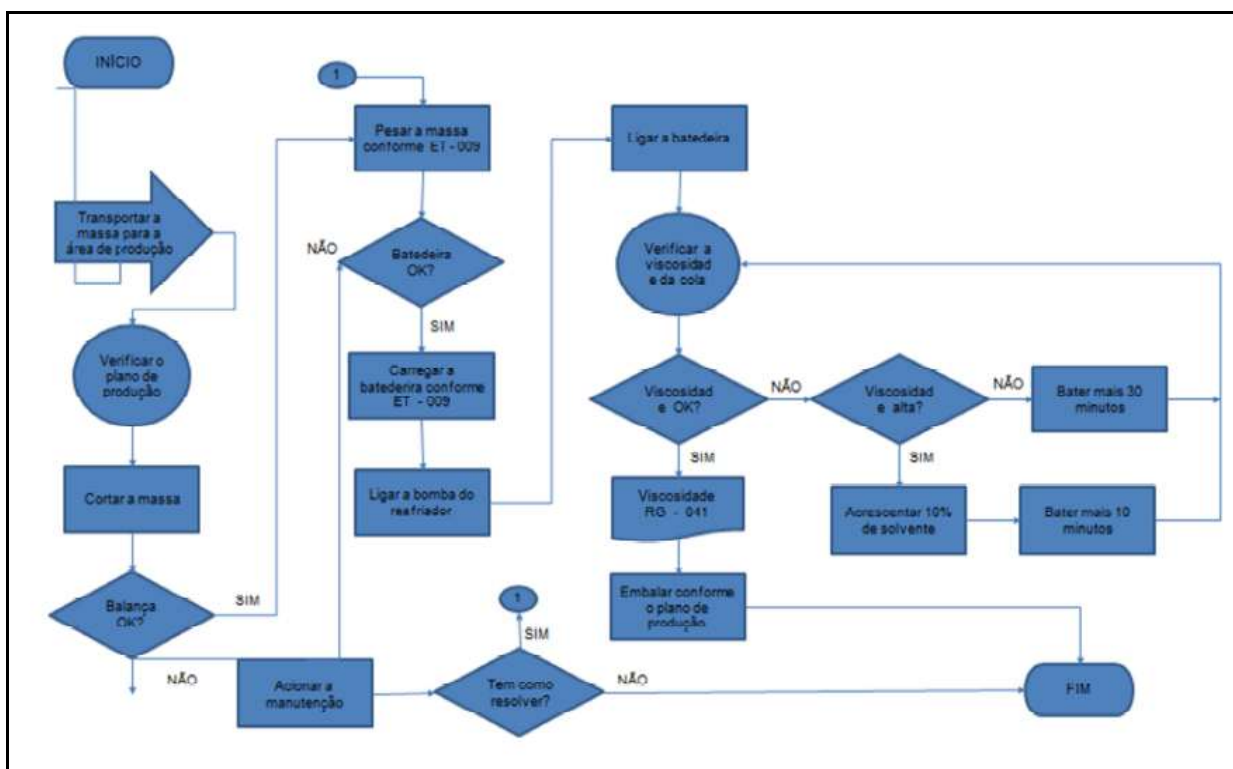 INÍCIO
Transportar a
massa para a
área de produção
Verificar o
plano de
produção
Cortar a massa
Balança
OK?
SIM
NÃO
1
Pesar a massa
conforme ET - 009
Batedeira
OK?
NÃO
SIM
Carregar a
batederira conforme
ET - 009
Ligar a bomba do
resfriador
Acionar a
manutenção
Tem como
resolver?
SIM
1
NÃO
Ligar a batedeira
Verificar a
viscosidad
e da cola
Viscosidad
e OK?
NÃO
SIM
Viscosidad
e alta?
NÃO
SIM
Bater mais 30
minutos
Acrescentar 10%
de solvente
Bater mais 10
minutos
Viscosidade
RG - 041
Embalar conforme
o plano de
produção
FIM